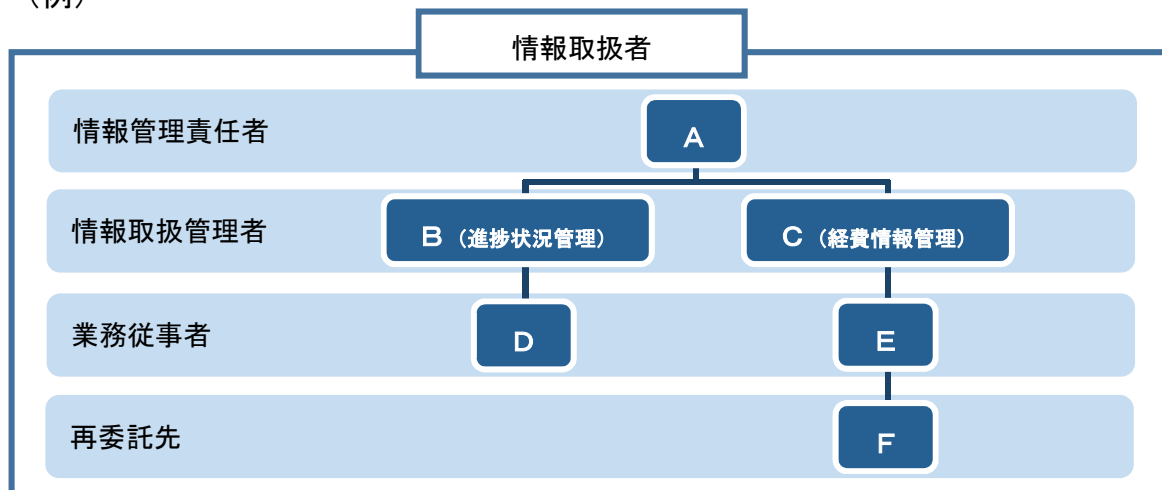 （例）
情報取扱者
情報管理責任者
A
情報取扱管理者
B（進捗状況管理）
C（経費情報管理）
業務従事者
D
E
再委託先
F